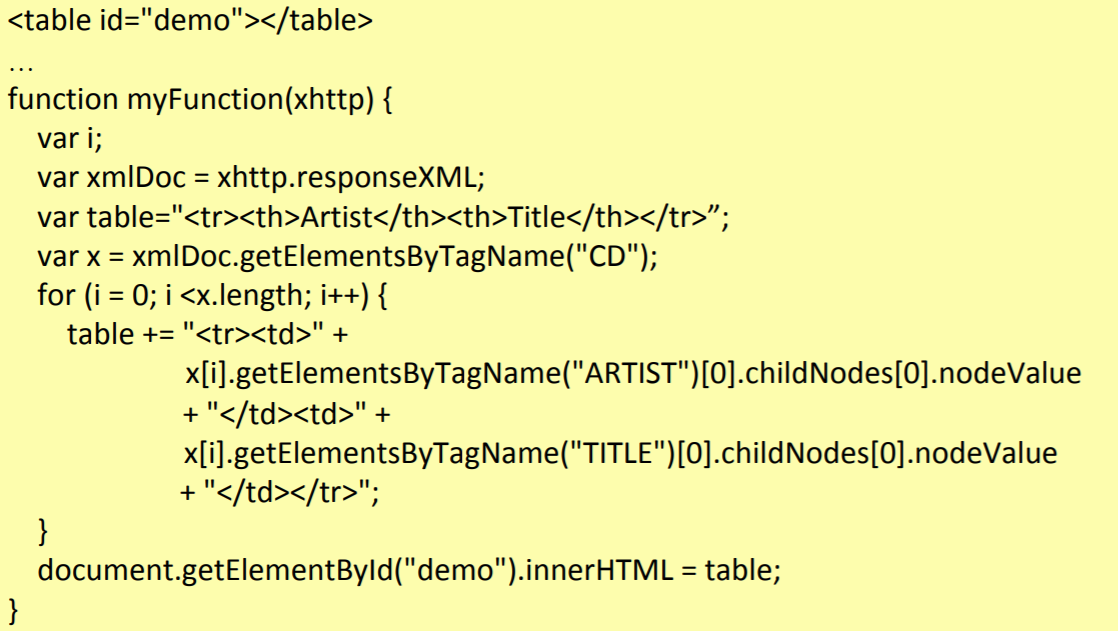 <table id="demo"></table>
…
function myFunction(xhttp) {
var i;
var xmlDoc = xhttp.responseXML;
var table="<tr><th>Artist</th><th>Title</th></tr>”;
var x = xmlDoc.getElementsByTagName("CD");
for (i = 0; i <x.length; i++) {
table += "<tr><td>" +
x[i].getElementsByTagName("ARTIST")[0].childNodes[0].nodeValue
+ "</td><td>" +
x[i].getElementsByTagName("TITLE")[0].childNodes[0].nodeValue
+ "</td></tr>";
}
document.getElementById("demo").innerHTML = table;
}